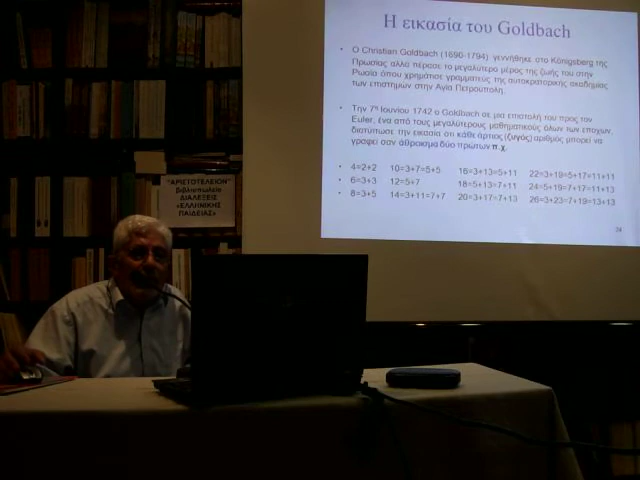 Η εικασία του Goldbach
• Ο Christian Goldbach (1690-1794) γεννήθηκε στο Königsberg της
Πρωσίας αλλά πέρασε το μεγαλύτερο μέρος της ζωής του στην
Ρωσία όπου χρημάτισε γραμματεύς της αυτοκρατορικής ακαδημίας
των επιστημών στην Αγία Πετρούπολη.
• Την 7η Ιουνίου 1742 ο Goldbach σε μια επιστολή του προς τον
Euler, ένα από τους μεγαλύτερους μαθηματικούς όλων των εποχων,
διατύπωσε την εικασία ότι κάθε άρτιος (ζυγός) αριθμός μπορεί να
γραφεί σαν άθροισμα δύο πρώτων π.χ.
• 4=2+2 10=3+7=5+5 16=3+13=5+11 22=3+19=5+17=11+11
• 6=3+3 12=5+7 18=5+13=7+11 24=5+19=7+17=11+13
• 8=3+5 14=3+11=7+7 20=3+17=7+13 26=3+23=7+19=13+13
24
"ΑΡΙΣΤΟΤΕΛΕΙΟΝ"
βιβλιοπωλείο
ΔΙΑΛΕΞΕΙΣ
«ΕΛΛΗΝΙΚΗΣ
ΠΑΙΔΕΙΑΣ»